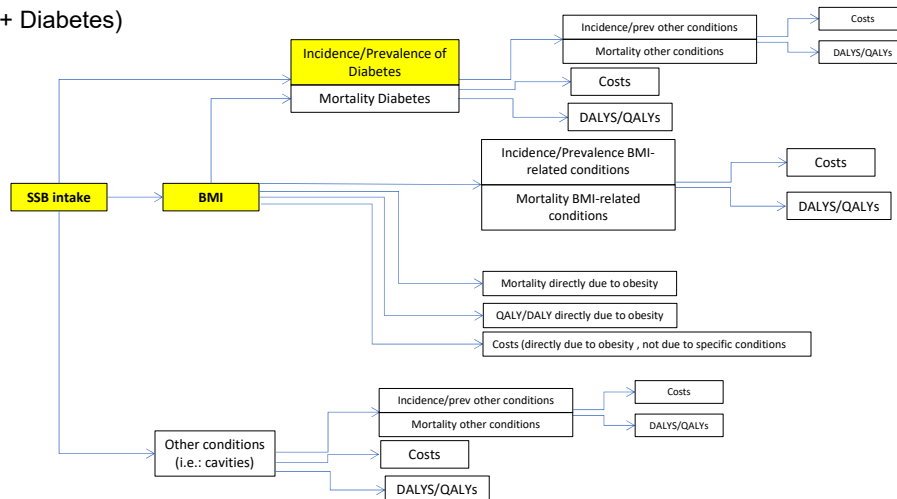 + Diabetes)
Incidence/prev other conditions
Mortality other conditions
Costs
DALYS/QALYs
Incidence/Prevalence of
Diabetes
Mortality Diabetes
Costs
DALYS/QALYs
Incidence/Prevalence BMI-
related conditions
Mortality BMI-related
conditions
Costs
DALYS/QALYs
SSB intake
BMI
Mortality directly due to obesity
QALY/DALY directly due to obesity
Costs (directly due to obesity , not due to specific conditions
Other conditions
(i.e.: cavities)
Incidence/prev other conditions
Mortality other conditions
Costs
DALYS/QALYs
Costs
DALYS/QALYs